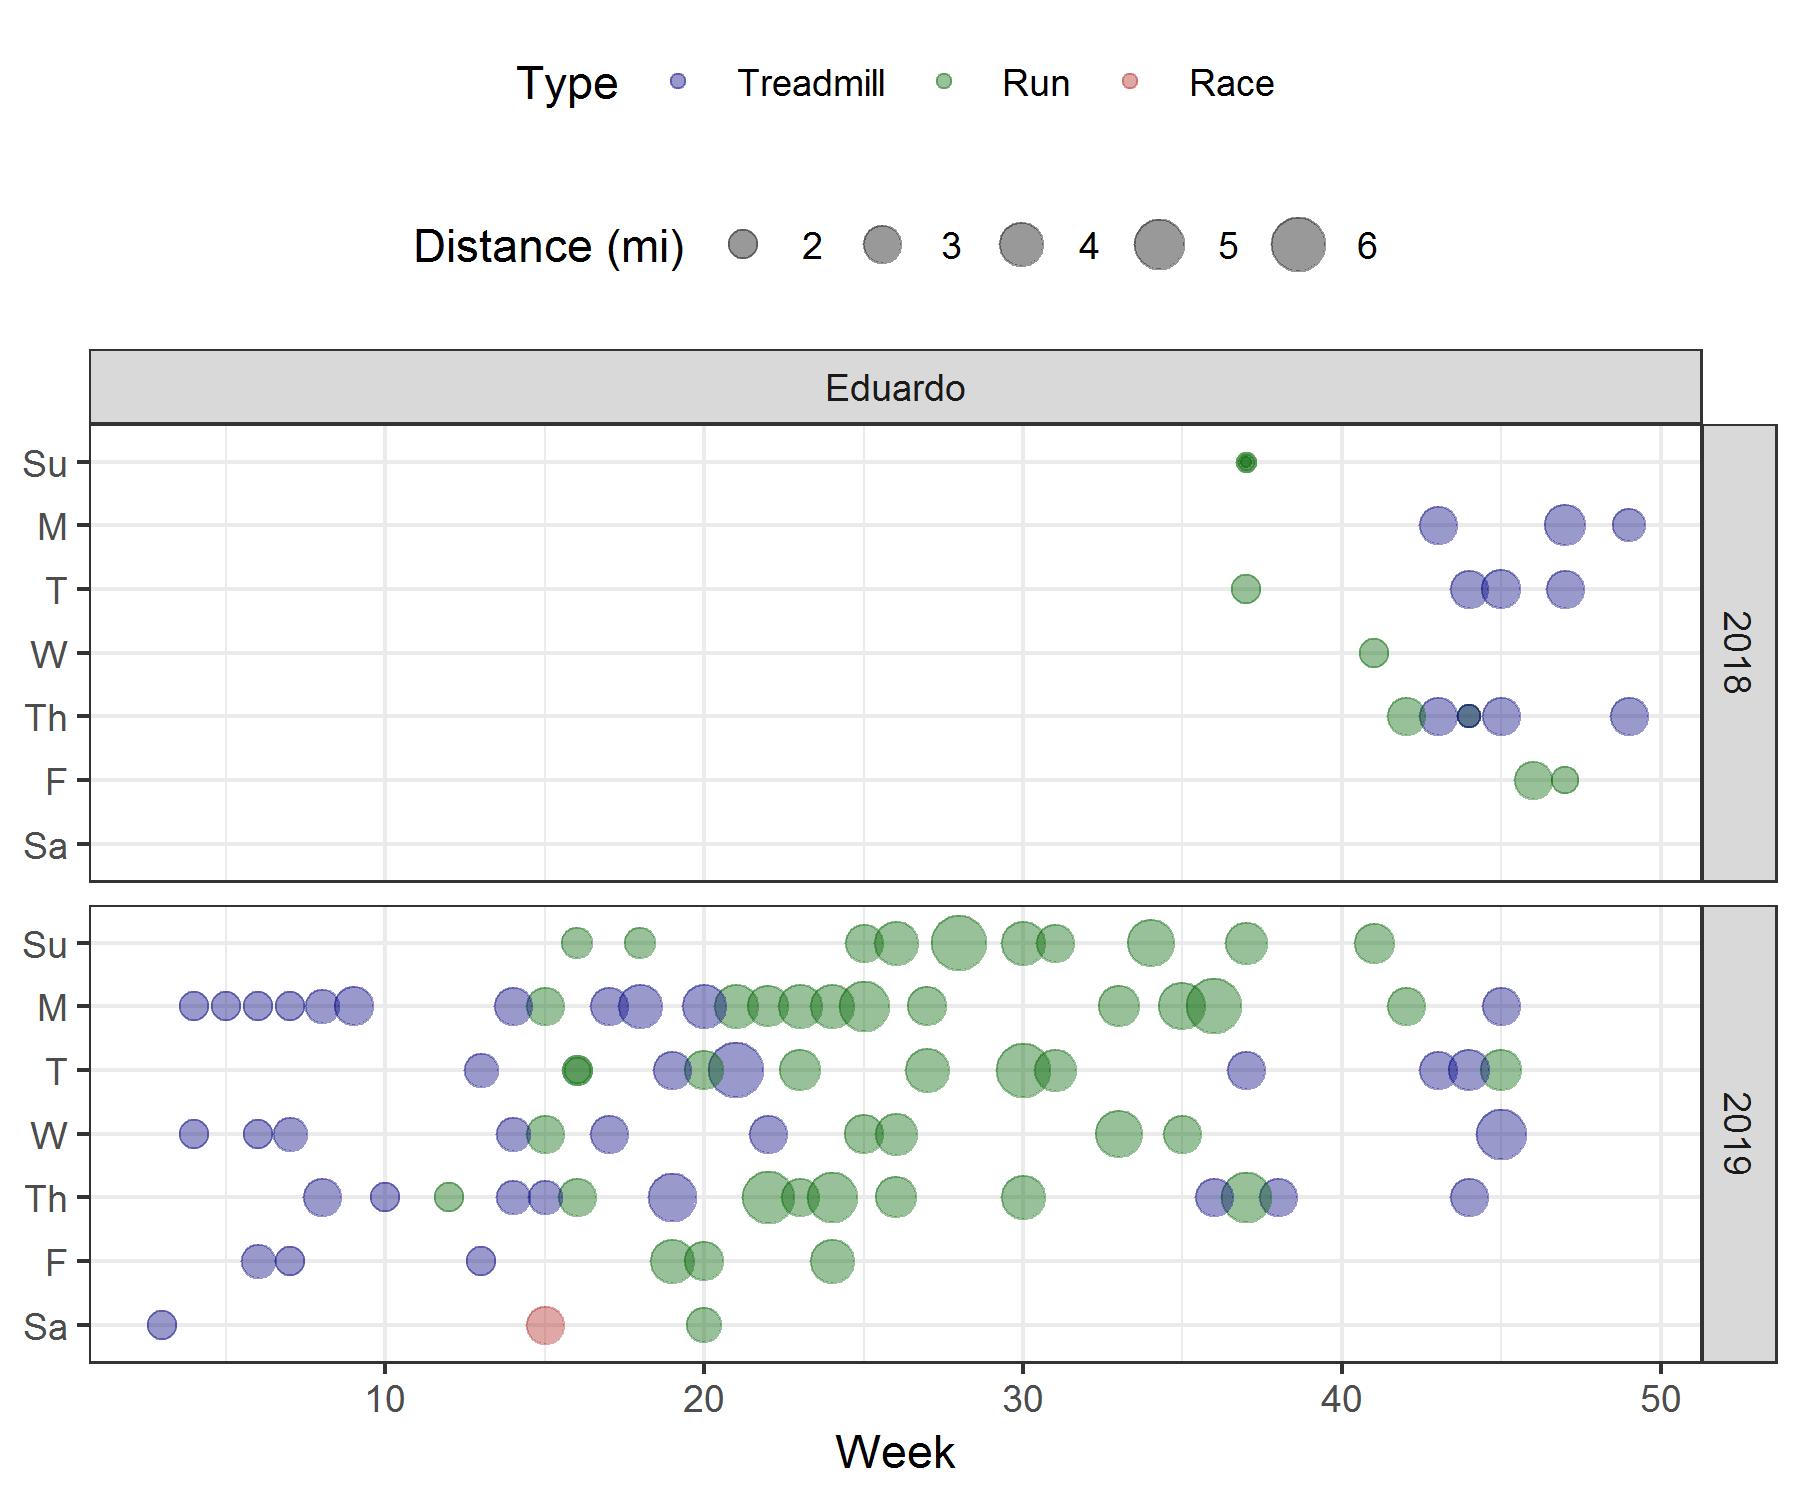 Type Treadmill Run Race
Distance (mi) 2 3 4 5 6
Eduardo
Su
M
T
W
Th
F
Sa
2018
Su
M
T
W
Th
F
Sa
2019
10 20 30 40 50
Week